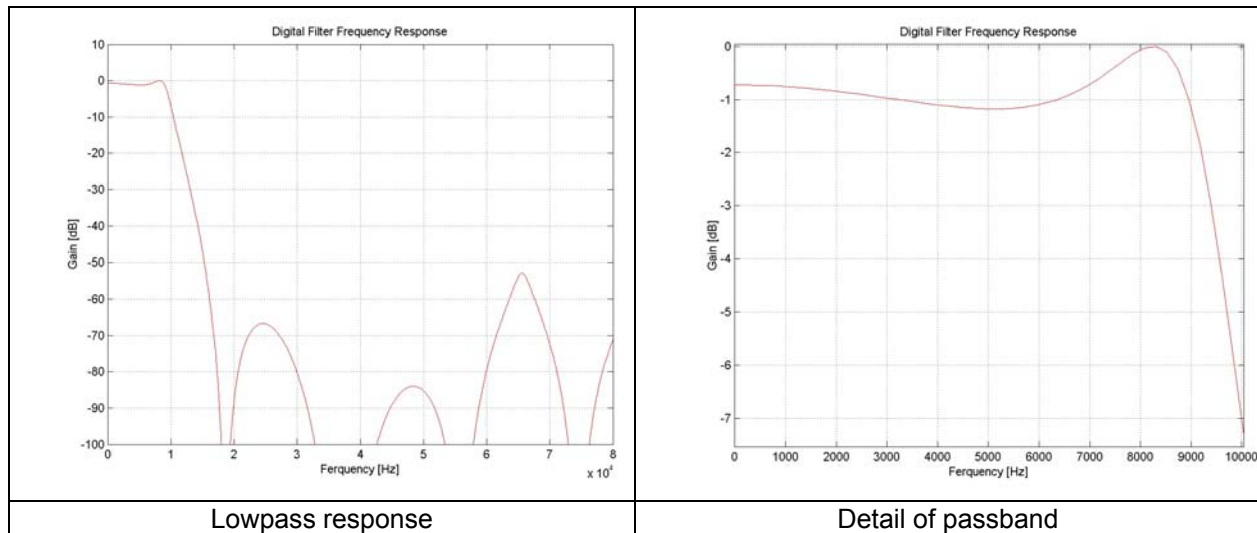 Digital Filter Frequency Response
10
0
-10
-20
-30
-40
-50
-60
-70
-80
-90
-100
Gain [dB]
0 1 2 3 4 5 6 7 8
Ferquency [Hz]
x 10⁴
Lowpass response
Digital Filter Frequency Response
0
-1
-2
-3
-4
-5
-6
-7
Gain [dB]
0 1000 2000 3000 4000 5000 6000 7000 8000 9000 10000
Ferquency [Hz]
Detail of passband